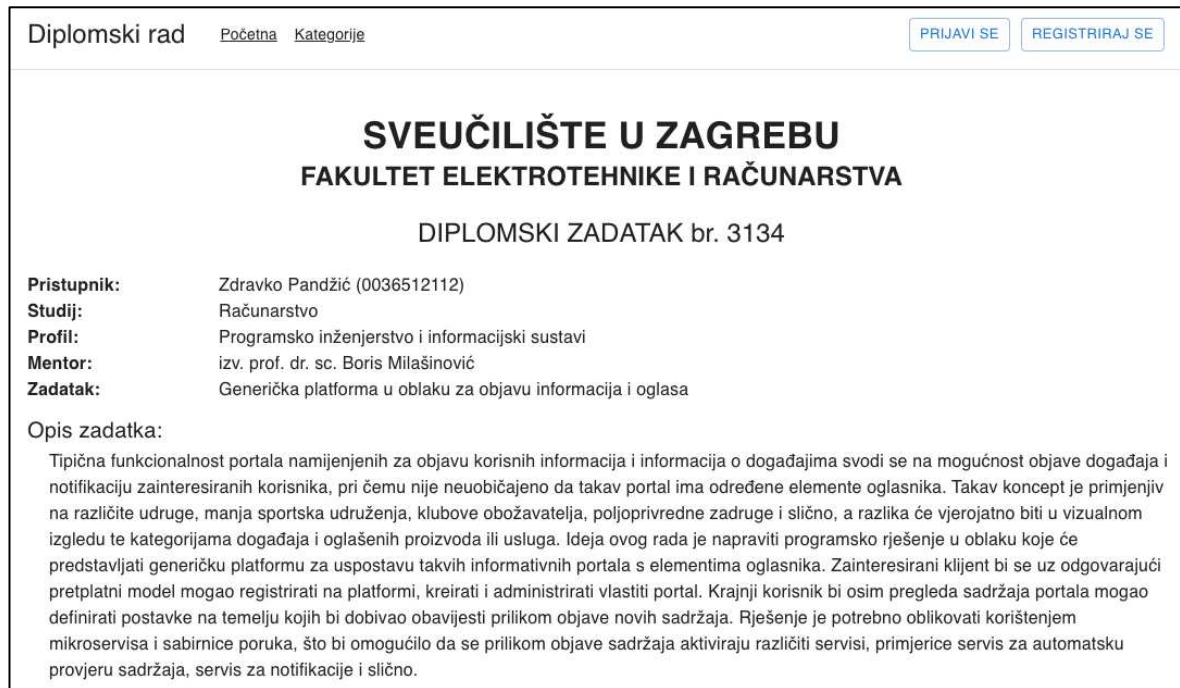 Diplomski rad Početna Kategorije PRIJAVI SE REGISTRIRAJ SE
SVEUČILIŠTE U ZAGREBU
FAKULTET ELEKTROTEHNIKE I RAČUNARSTVA
DIPLOMSKI ZADATAK br. 3134
Pristupnik: Zdravko Pandžić (0036512112)
Studij: Računarstvo
Profil: Programsko inženjerstvo i informacijski sustavi
Mentor: izv. prof. dr. sc. Boris Milašinović
Zadatak: Generička platforma u oblaku za objavu informacija i oglasa
Opis zadatka:
Tipična funkcionalnost portala namijenjenih za objavu korisnih informacija i informacija o događajima svodi se na mogućnost objave događaja i
notifikaciju zainteresiranih korisnika, pri čemu nije neuobičajeno da takav portal ima određene elemente oglasnika. Takav koncept je primjenjiv
na različite udruge, manja sportska udruženja, klubove obožavatelja, poljoprivredne zadruge i slično, a razlika će vjerojatno biti u vizualnom
izgledu te kategorijama događaja i oglašenih proizvoda ili usluga. Ideja ovog rada je napraviti programsko rješenje u oblaku koje će
predstavljati generičku platformu za uspostavu takvih informativnih portala s elementima oglasnika. Zainteresirani klijent bi se uz odgovarajući
pretplatni model mogao registrirati na platformi, kreirati i administrirati vlastiti portal. Krajnji korisnik bi osim pregleda sadržaja portala mogao
definirati postavke na temelju kojih bi dobivao obavijesti prilikom objave novih sadržaja. Rješenje je potrebno oblikovati korištenjem
mikroservisa i sabirnice poruka, što bi omogućilo da se prilikom objave sadržaja aktiviraju različiti servisi, primjerice servis za automatsku
provjeru sadržaja, servis za notifikacije i slično.